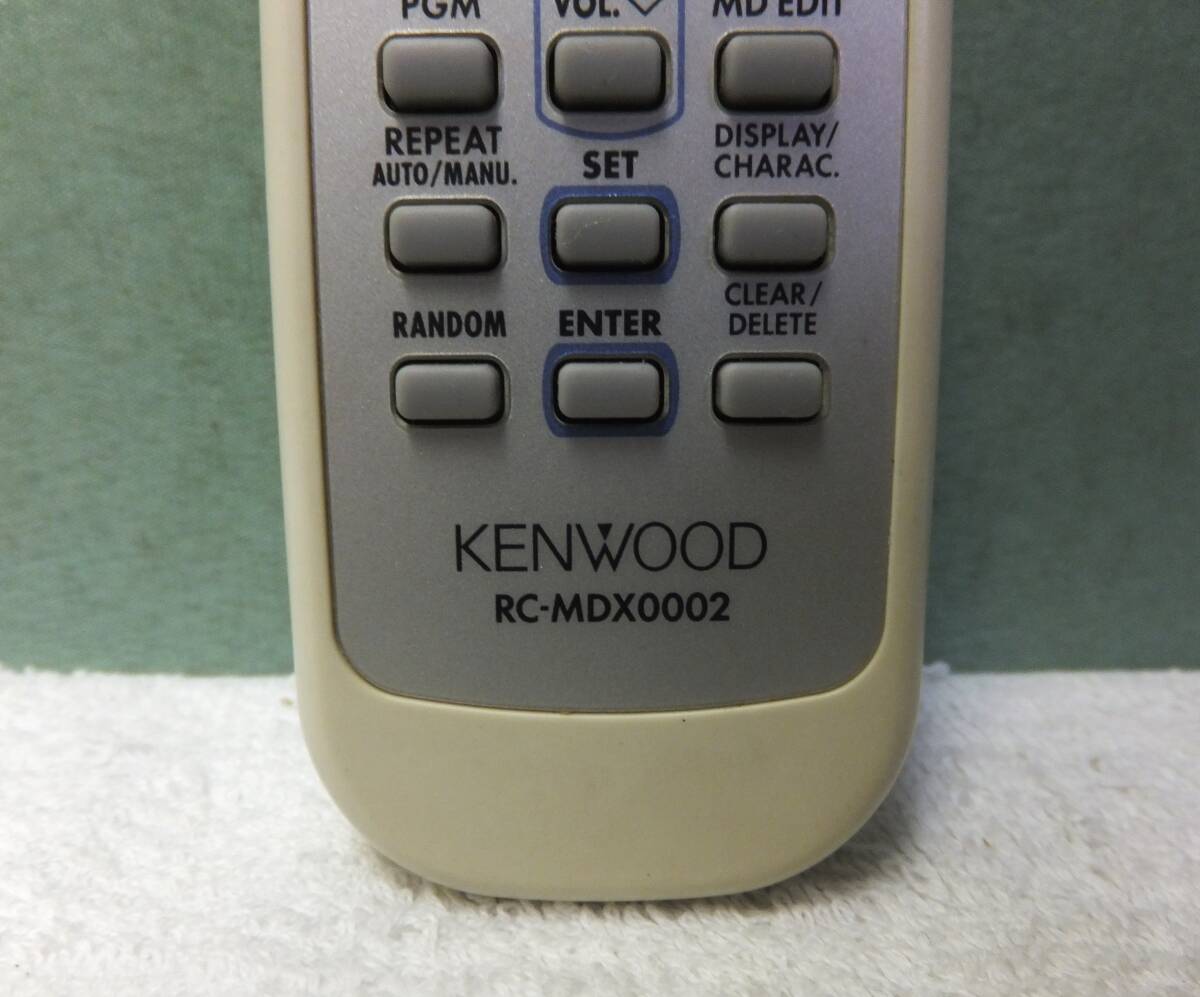 PGM VOL. MD EDIT
REPEAT
AUTO/MANU.
SET
DISPLAY/
CHARAC.
RANDOM
ENTER
CLEAR/
DELETE
KENWOOD
RC-MDX0002